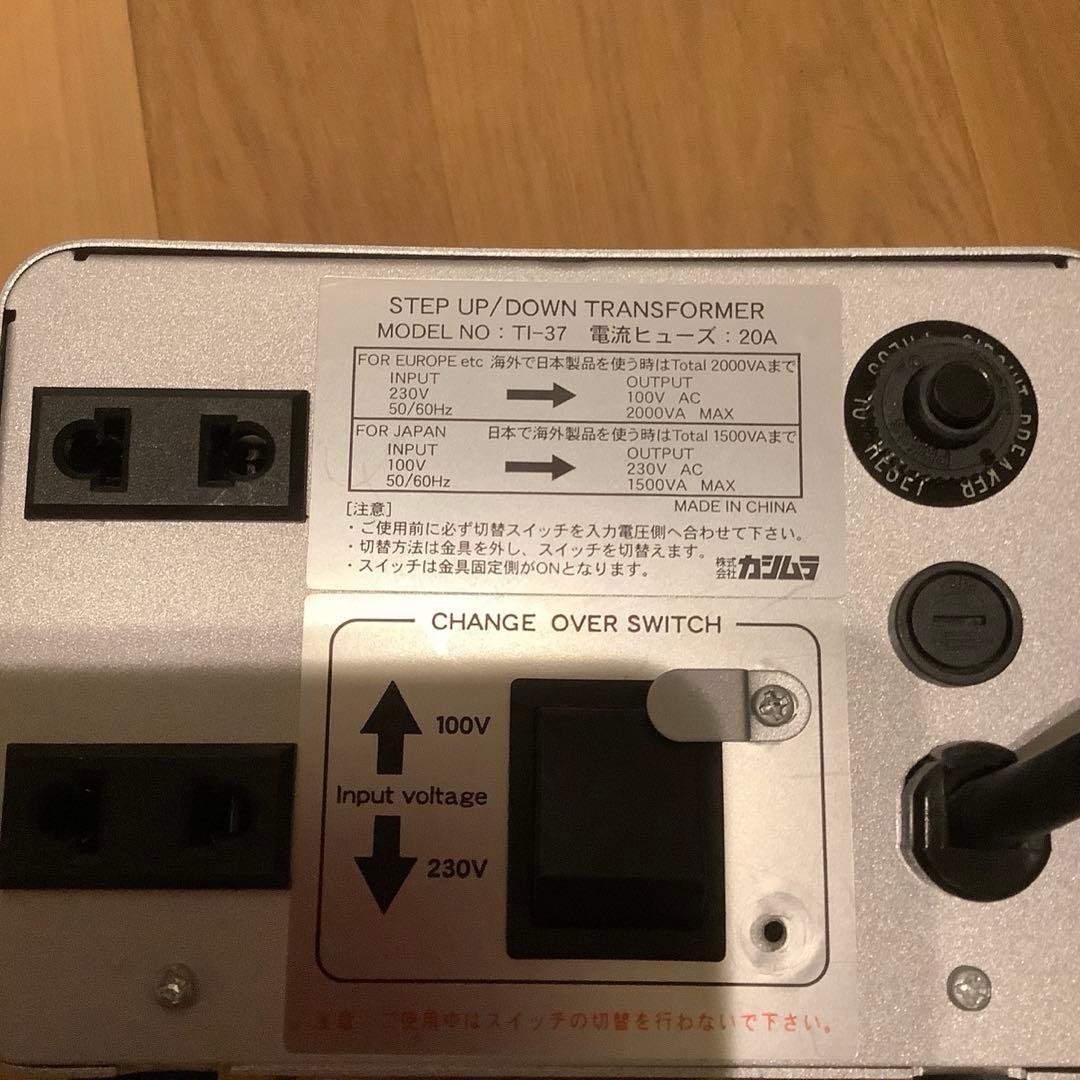 STEP UP/DOWN TRANSFORMER
MODEL NO : TI-37 電流ヒューズ : 20A
FOR EUROPE etc 海外で日本製品を使う時はTotal 2000VAまで
INPUT
230V
50/60Hz
OUTPUT
100V AC
2000VA MAX
FOR JAPAN 日本で海外製品を使う時はTotal 1500VAまで
INPUT
100V
50/60Hz
OUTPUT
230V AC
1500VA MAX
[注意] MADE IN CHINA
・ご使用前に必ず切替スイッチを入力電圧側へ合わせて下さい。
・切替方法は金具を外し、スイッチを切替えます。
・スイッチは金具固定側がONとなります。
株式会社 カシムラ
CIRCUIT BREAKER
TO RESET
CHANGE OVER SWITCH
100V
Input voltage
230V
ご使用中はスイッチの切替を行わないで下さい。